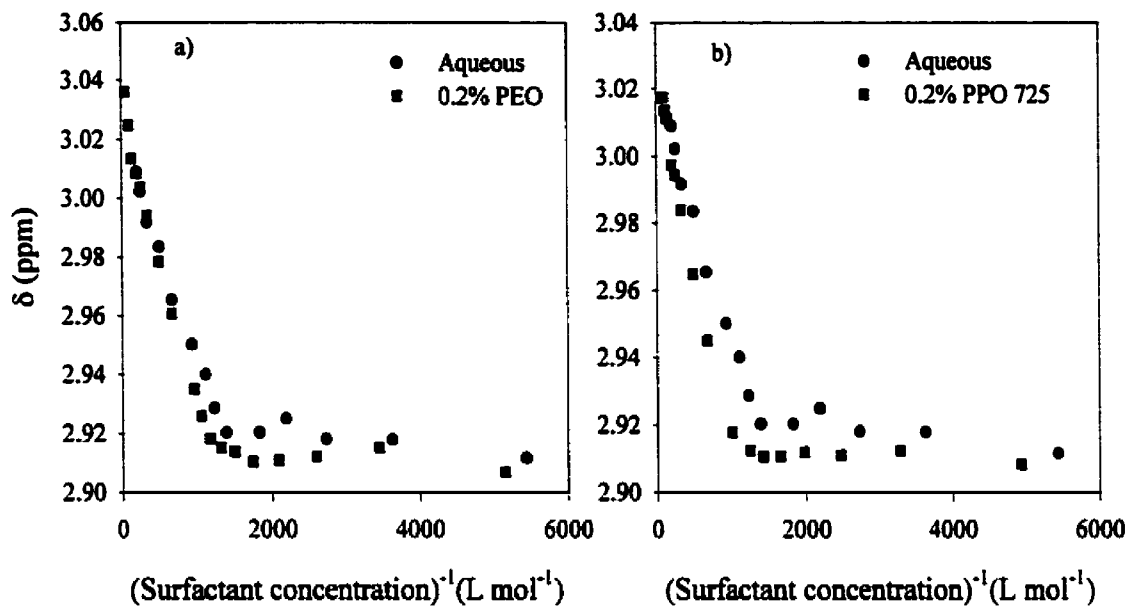 a)
Aqueous
0.2% PEO
3.06
3.04
3.02
3.00
2.98
2.96
2.94
2.92
2.90
δ (ppm)
0 2000 4000 6000
(Surfactant concentration)⁻¹(L mol⁻¹)
b)
Aqueous
0.2% PPO 725
3.04
3.02
3.00
2.98
2.96
2.94
2.92
2.90
0 2000 4000 6000
(Surfactant concentration)⁻¹(L mol⁻¹)